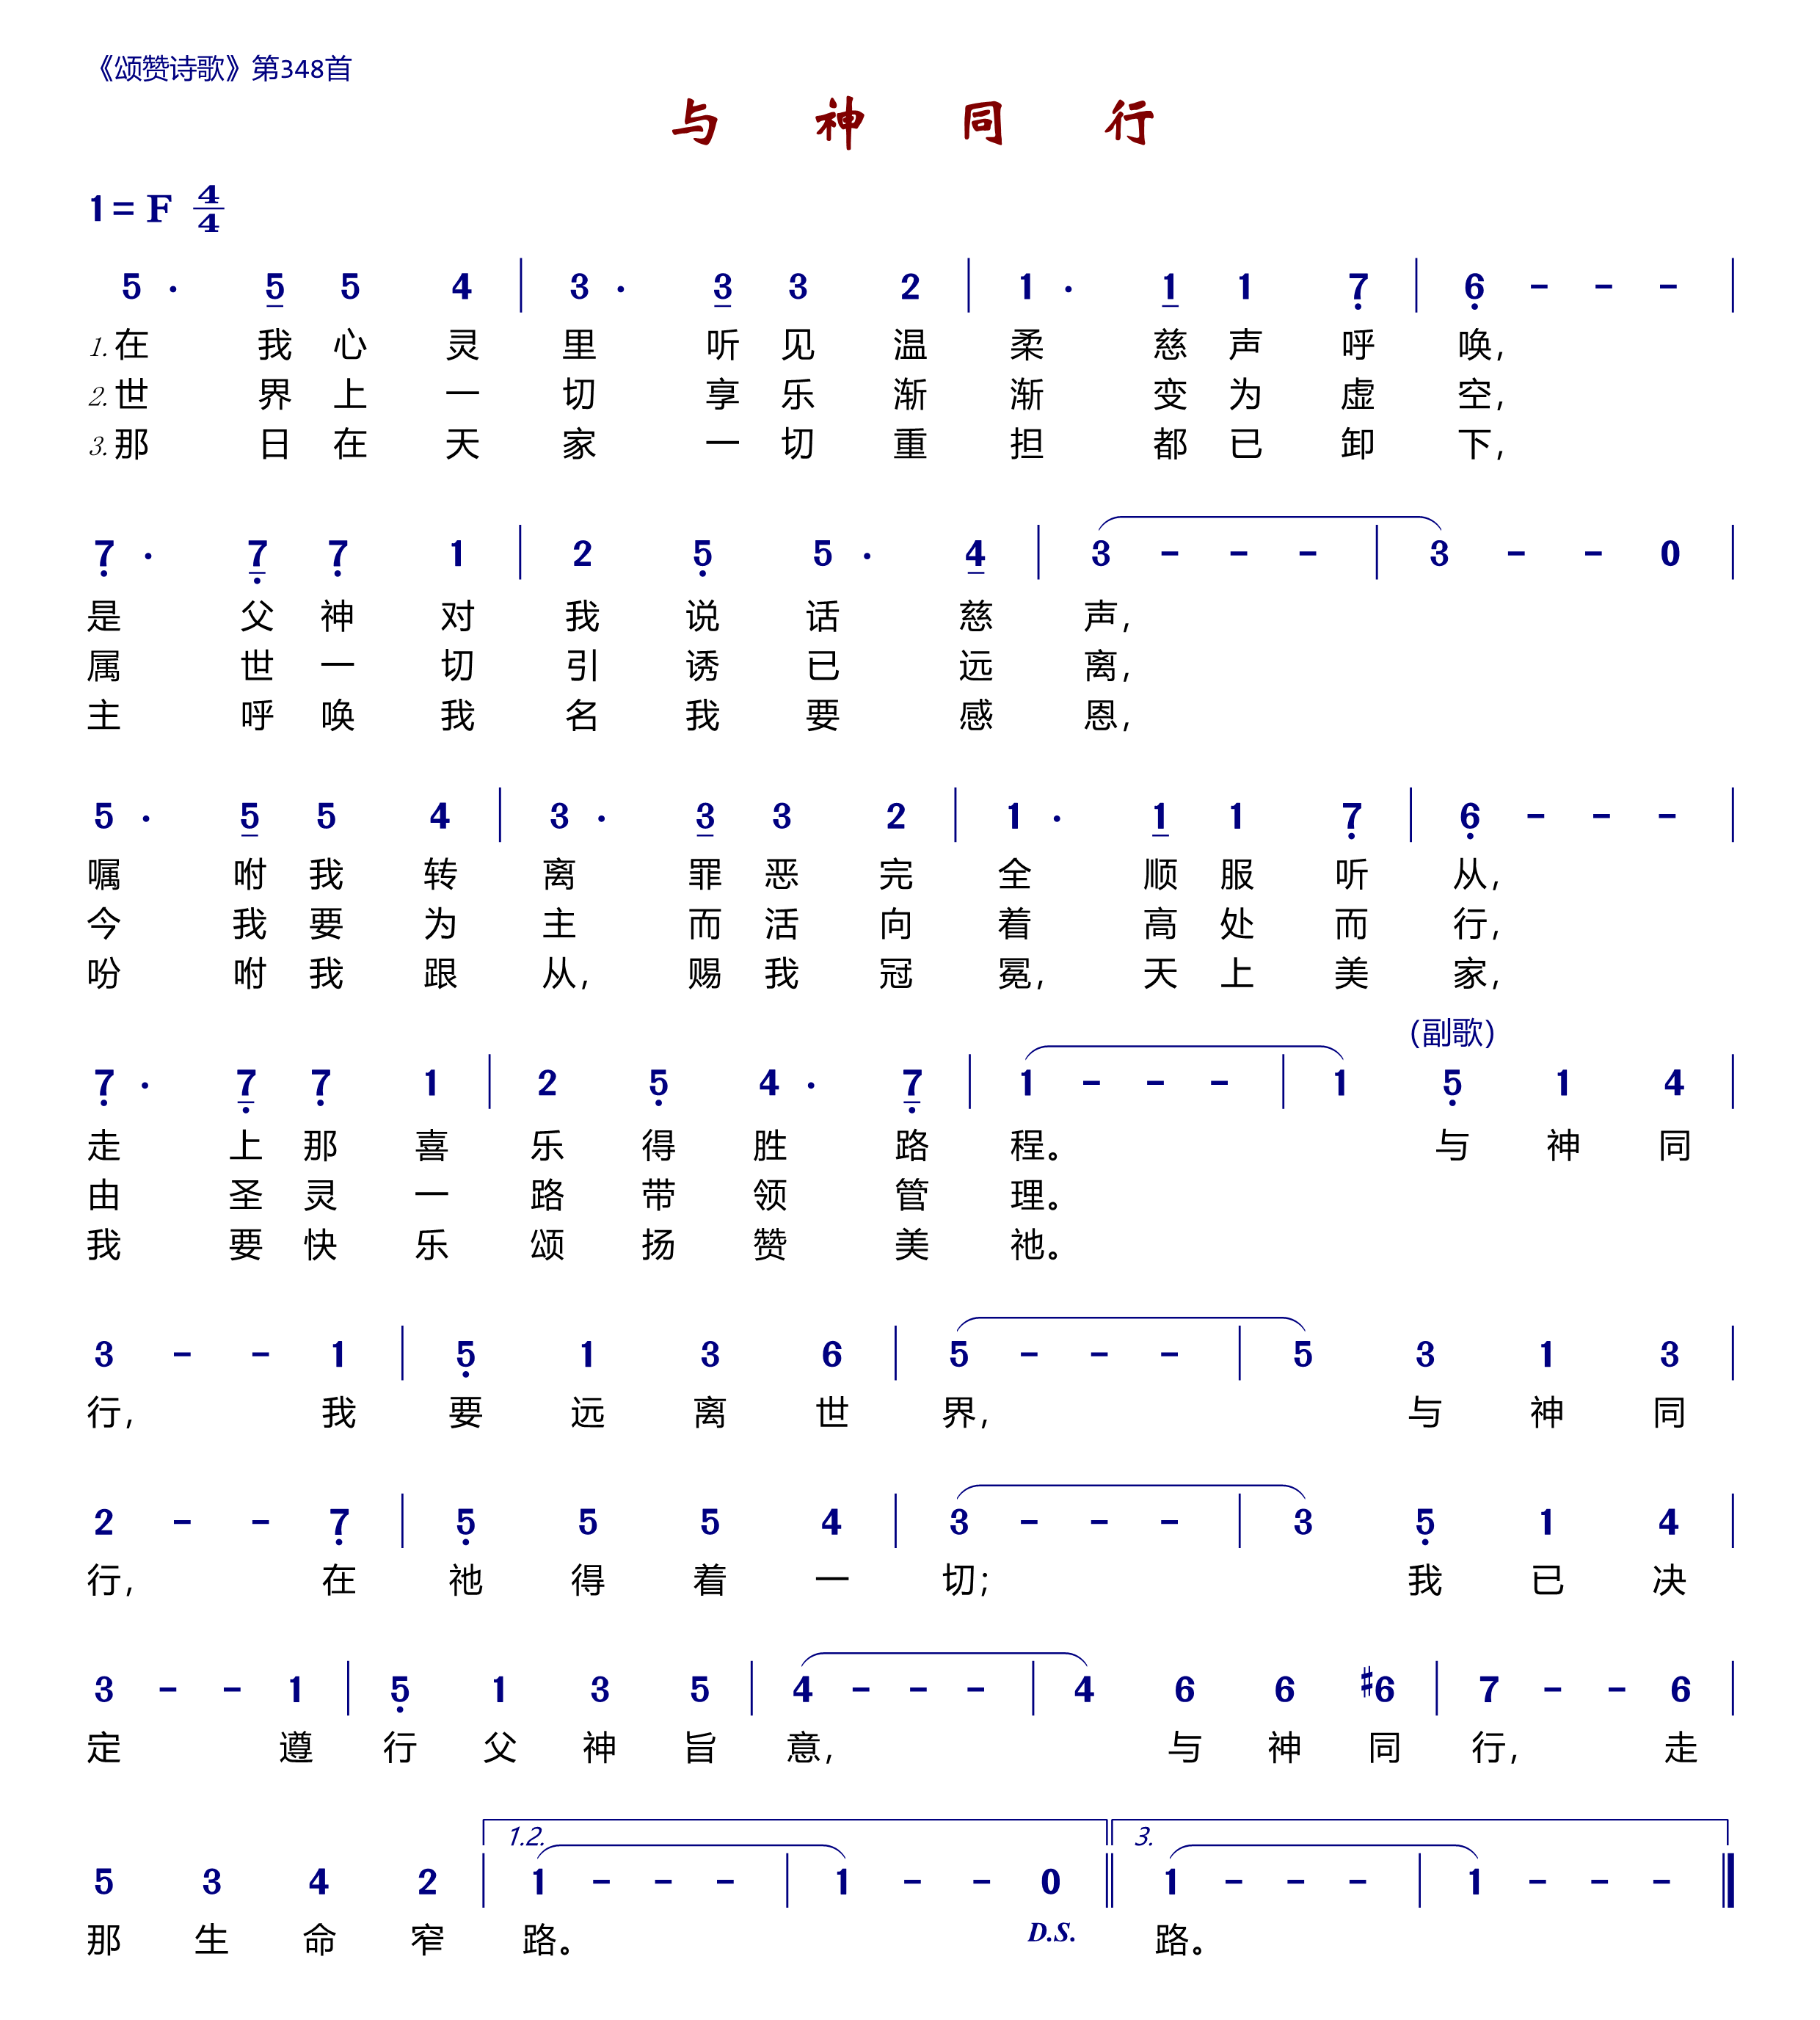 《颂赞诗歌》第348首
与 神 同 行
1= F 4/4
5 · 5 5 4 | 3 · 3 3 2 | 1 · 1 1 7 | 6 - - - |
1. 在 我 心 灵 里 听 见 温 柔 慈 声 呼 唤,
2. 世 界 上 一 切 享 乐 渐 渐 变 为 虚 空,
3. 那 日 在 天 家 一 切 重 担 都 已 卸 下,
7 · 7 7 1 | 2 5 5 · 4 | 3 - - - | 3 - - 0 |
是 父 神 对 我 说 话 慈 声,
属 世 一 切 引 诱 已 远 离,
主 呼 唤 我 名 我 要 感 恩,
5 · 5 5 4 | 3 · 3 3 2 | 1 · 1 1 7 | 6 - - - |
嘱 咐 我 转 离 罪 恶 完 全 顺 服 听 从,
今 我 要 为 主 而 活 向 着 高 处 而 行,
吩 咐 我 跟 从, 赐 我 冠 冕, 天 上 美 家,
(副歌)
7 · 7 7 1 | 2 5 4 · 7 | 1 - - - | 1 5 1 4 |
走 上 那 喜 乐 得 胜 路 程。 与 神 同
由 圣 灵 一 路 带 领 管 理。
我 要 快 乐 颂 扬 赞 美 祂。
3 - - 1 | 5 1 3 6 | 5 - - - | 5 3 1 3 |
行, 我 要 远 离 世 界, 与 神 同
2 - - 7 | 5 5 5 4 | 3 - - - | 3 5 1 4 |
行, 在 祂 得 着 一 切; 我 已 决
3 - - 1 | 5 1 3 5 | 4 - - - | 4 6 6 #6 | 7 - - 6 |
定 遵 行 父 神 旨 意, 与 神 同 行, 走
1.2. 3.
5 3 4 2 | 1 - - - | 1 - - 0 || 1 - - - | 1 - - - ||
D.S.
那 生 命 窄 路。 路。